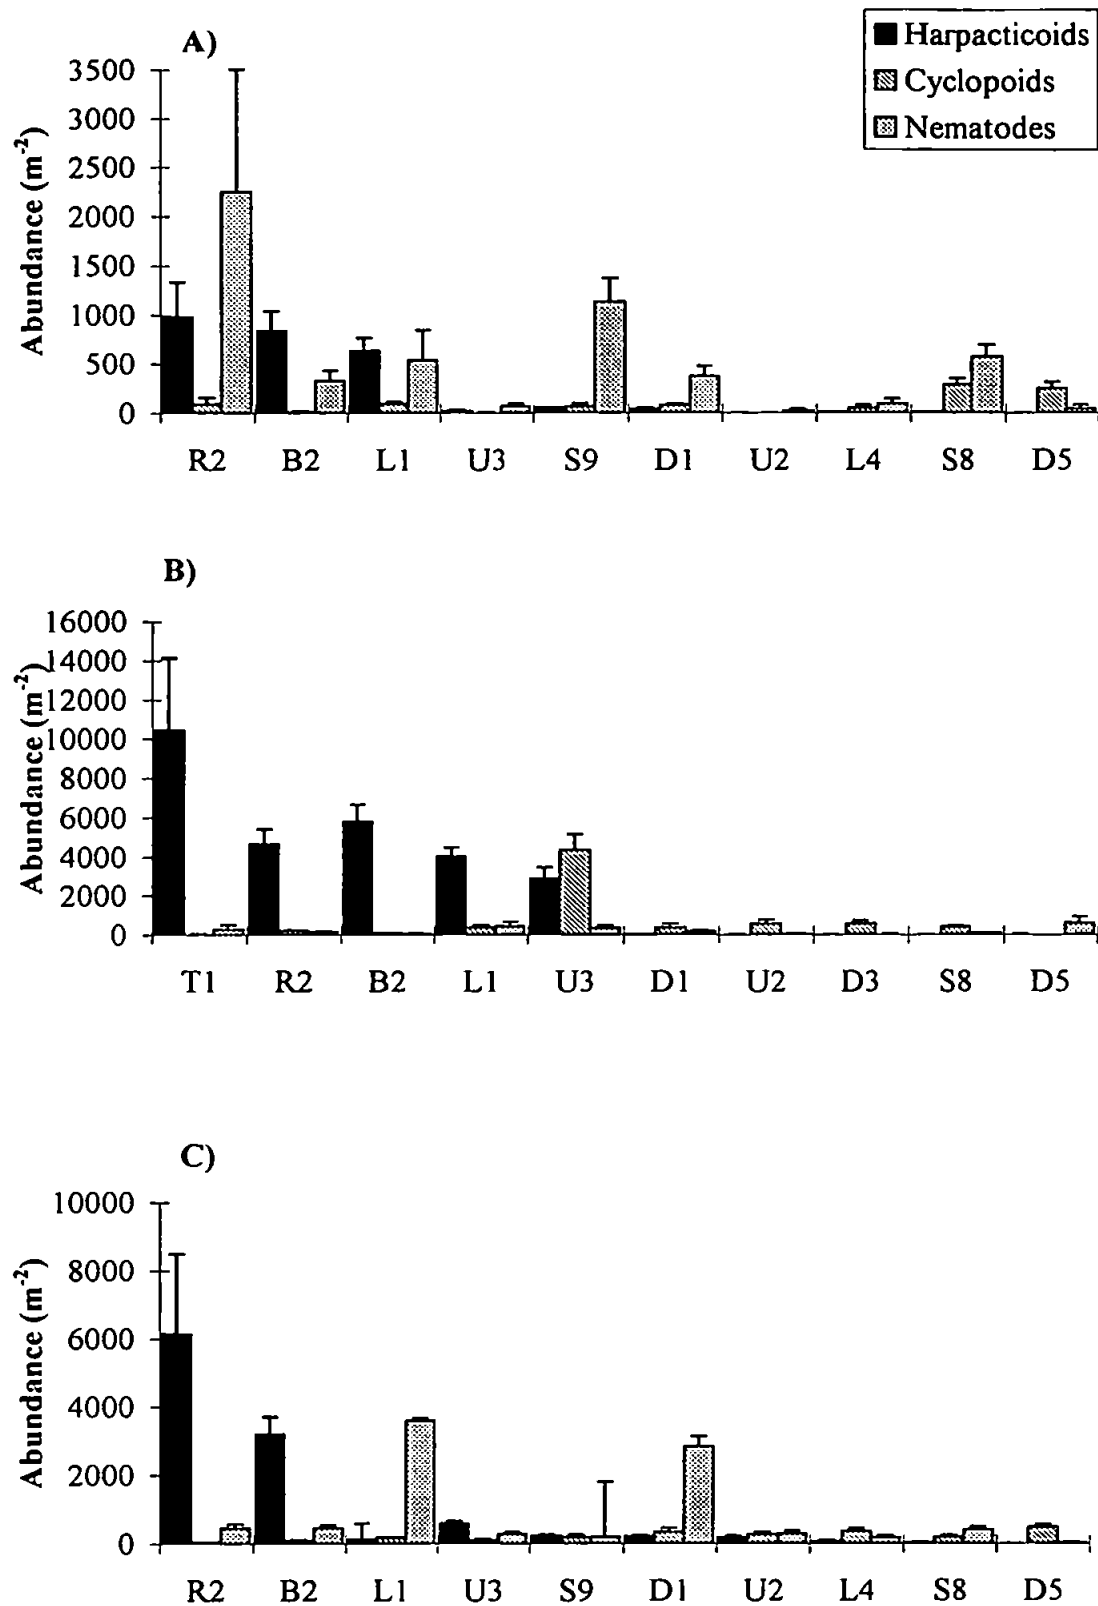 A)
Harpacticoids
Cyclopoids
Nematodes
Abundance (m-2)
3500
3000
2500
2000
1500
1000
500
0
R2 B2 L1 U3 S9 D1 U2 L4 S8 D5
B)
Abundance (m-2)
16000
14000
12000
10000
8000
6000
4000
2000
0
T1 R2 B2 L1 U3 D1 U2 D3 S8 D5
C)
Abundance (m-2)
10000
8000
6000
4000
2000
0
R2 B2 L1 U3 S9 D1 U2 L4 S8 D5